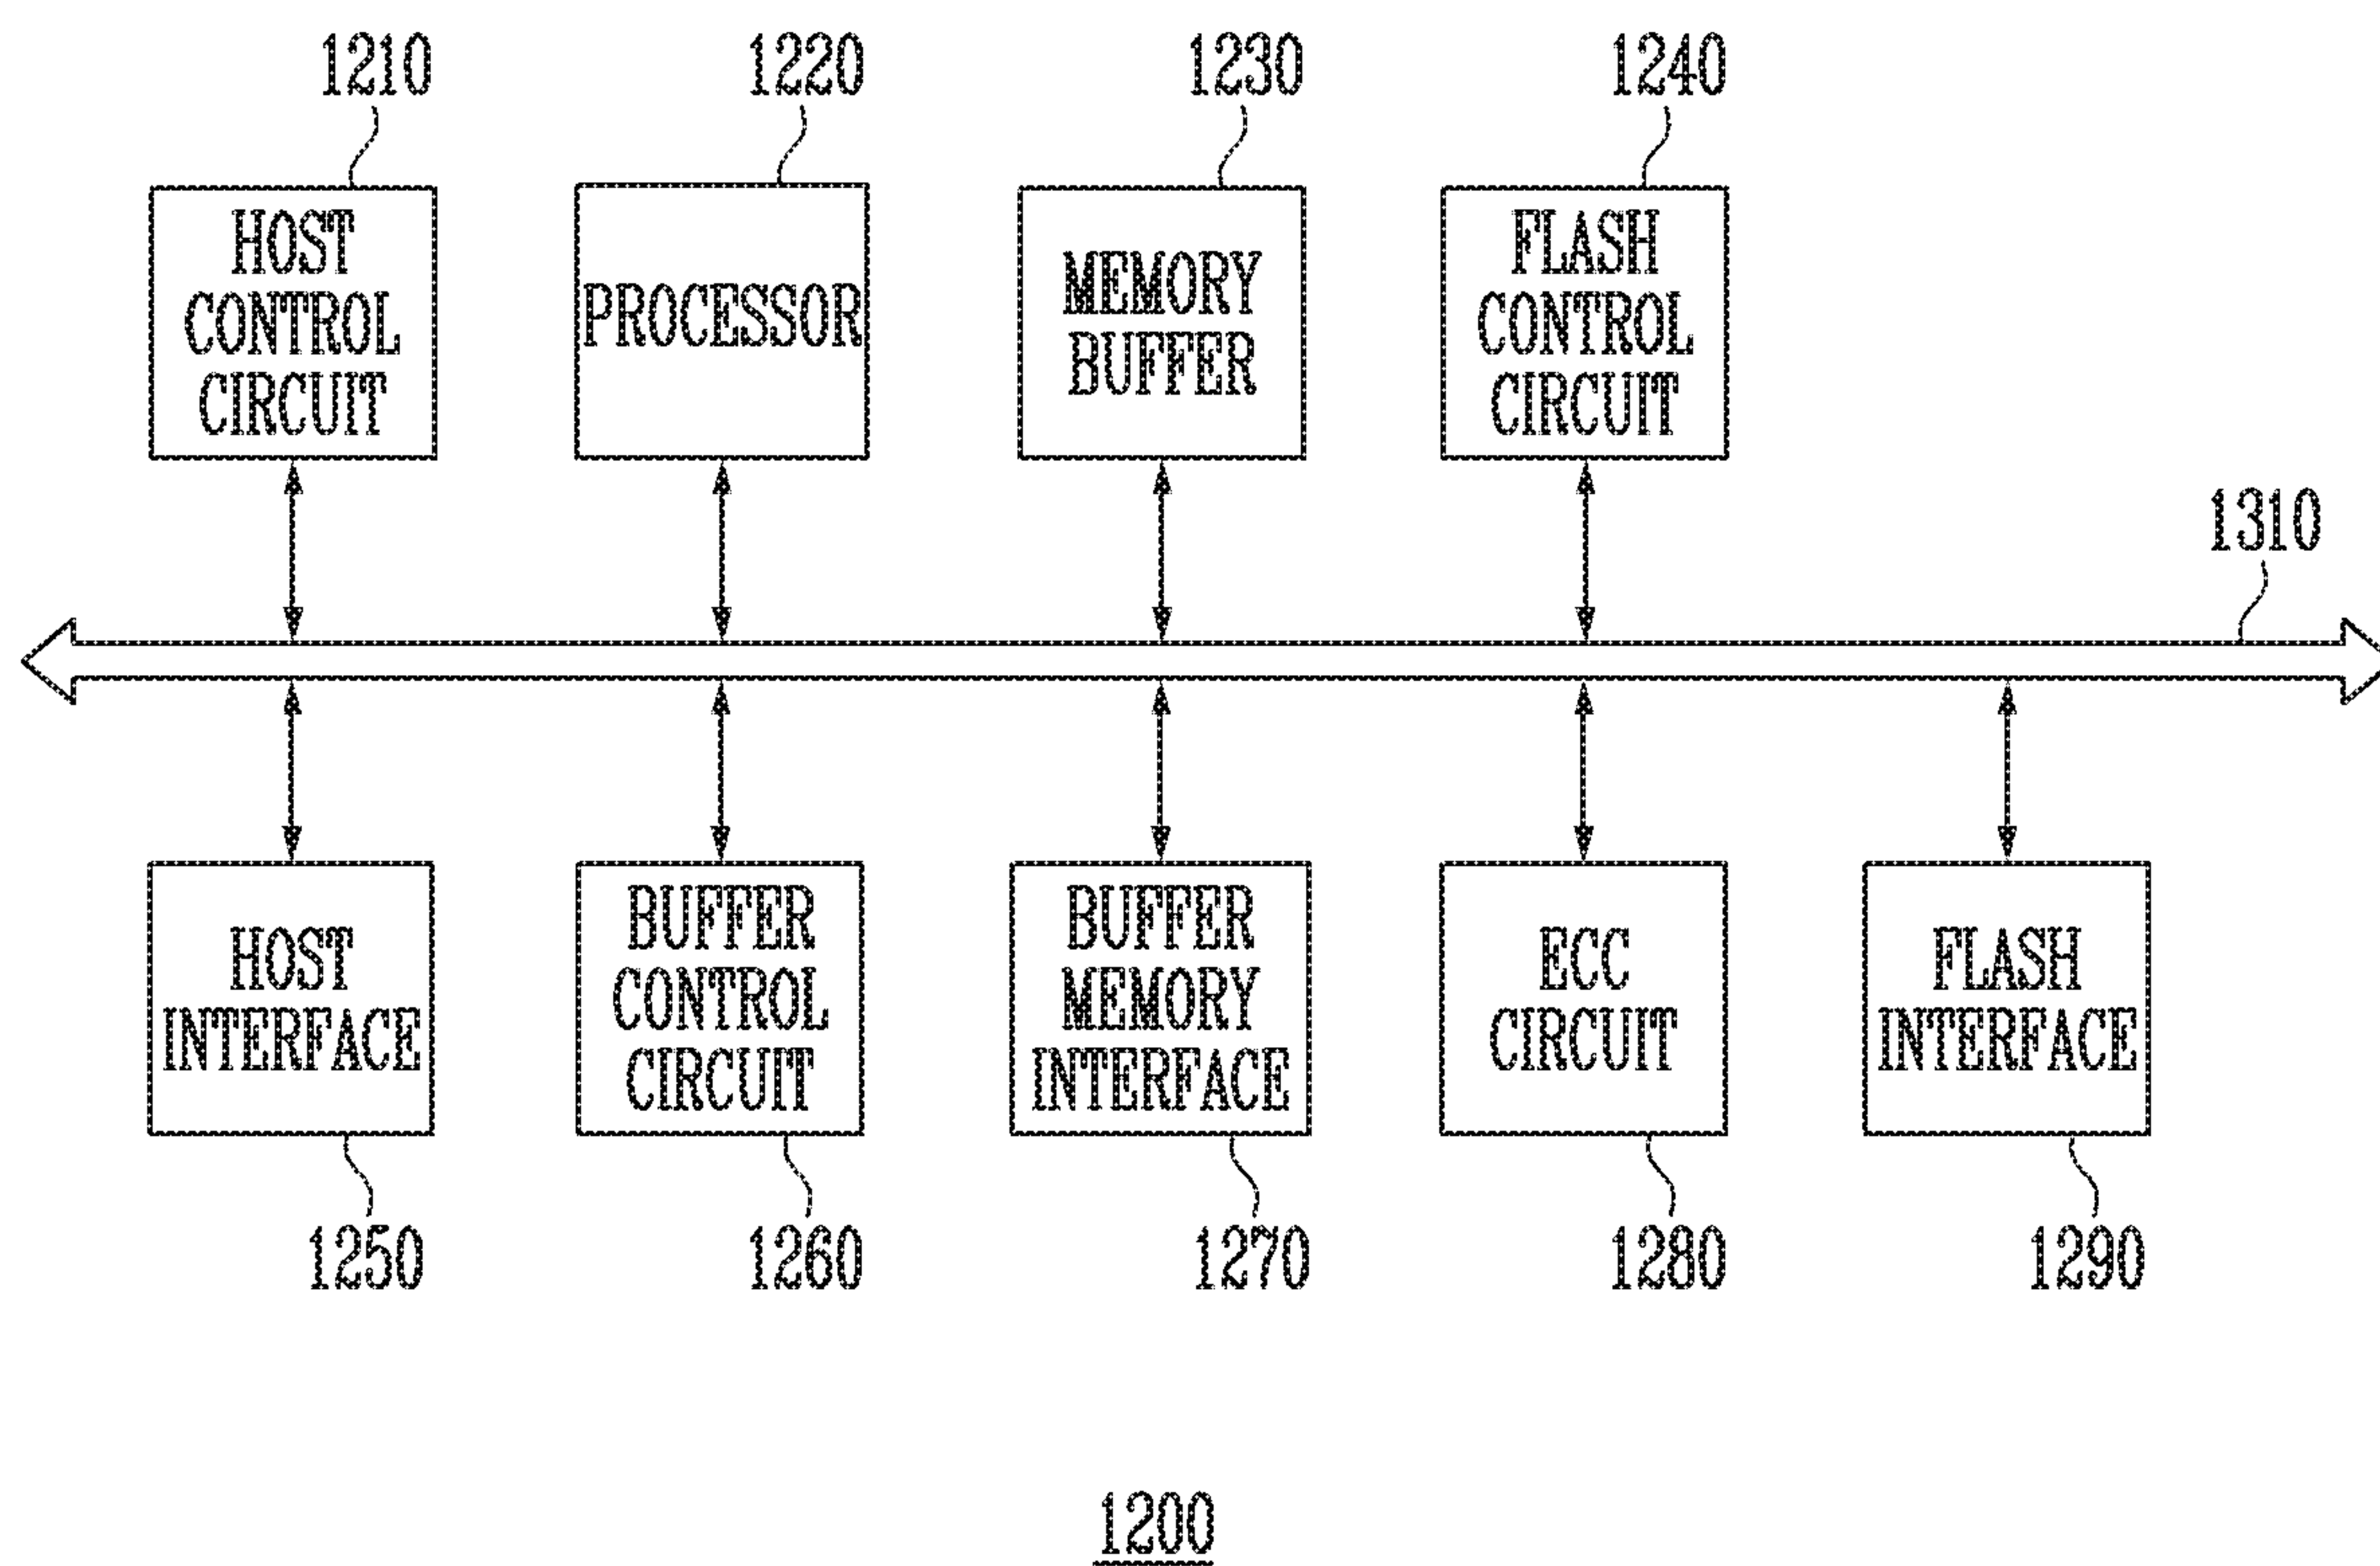 1210
1220
1230
1240
HOST
CONTROL
CIRCUIT
PROCESSOR
MEMORY
BUFFER
FLASH
CONTROL
CIRCUIT
1310
HOST
INTERFACE
BUFFER
CONTROL
CIRCUIT
BUFFER
MEMORY
INTERFACE
ECC
CIRCUIT
FLASH
INTERFACE
1250
1260
1270
1280
1290
1200